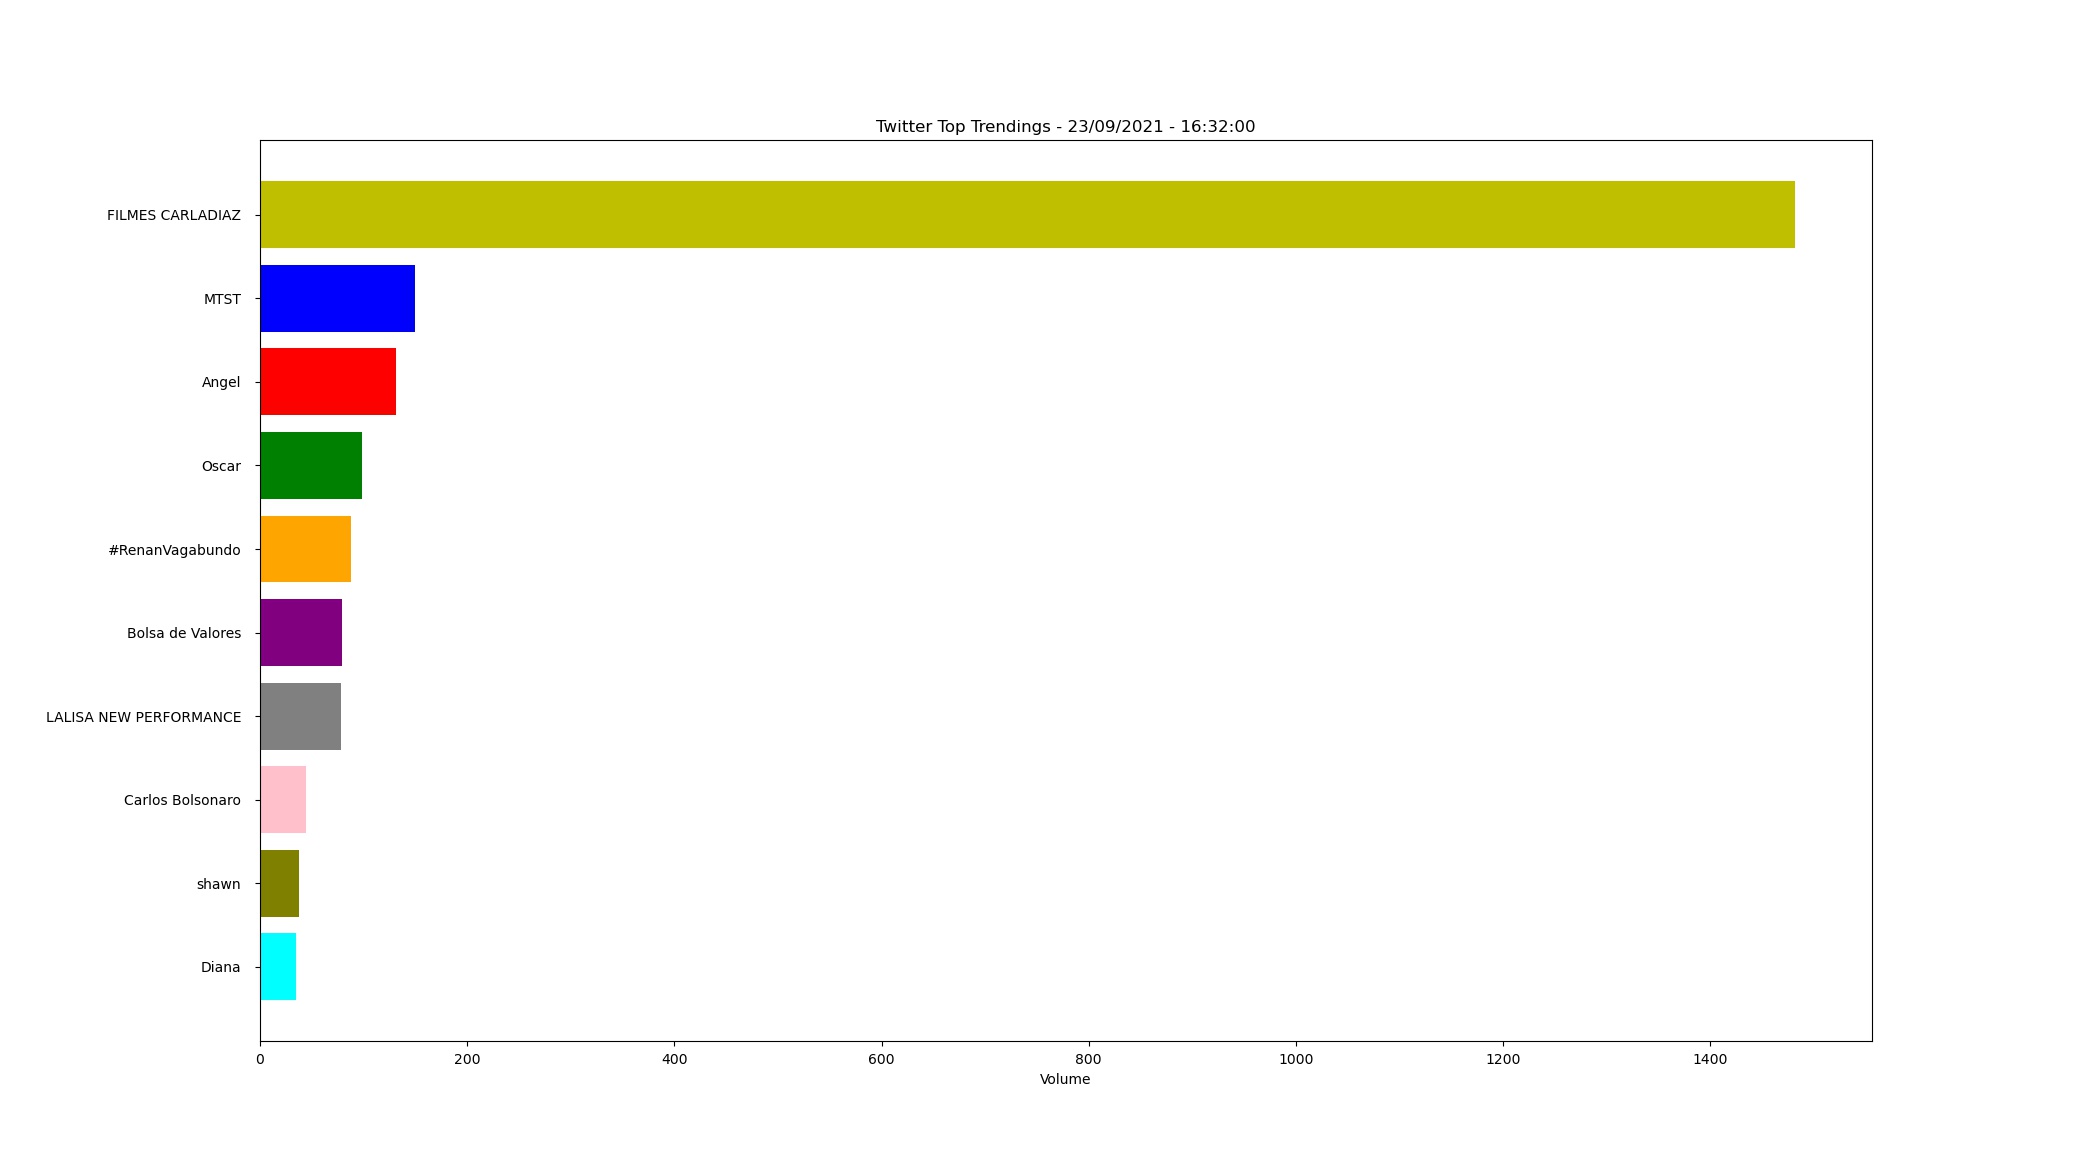 Twitter Top Trendings - 23/09/2021 - 16:32:00
FILMES CARLADIAZ
MTST
Angel
Oscar
#RenanVagabundo
Bolsa de Valores
LALISA NEW PERFORMANCE
Carlos Bolsonaro
shawn
Diana
0 200 400 600 800 1000 1200 1400
Volume